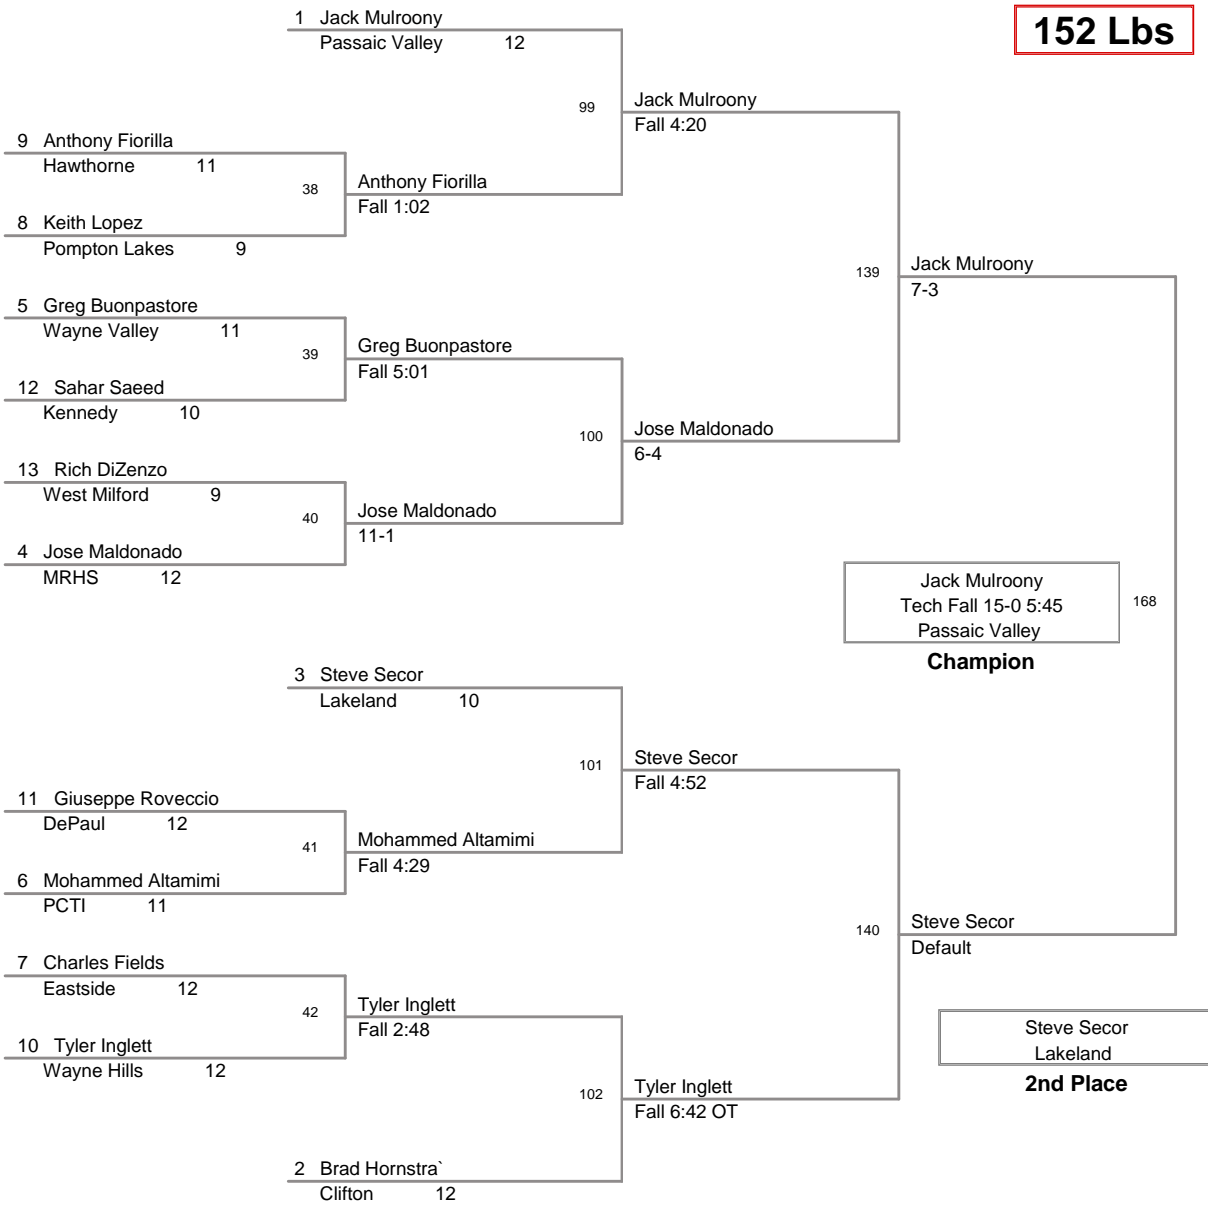 152 Lbs
1 Jack Mulroony
Passaic Valley 12
99
Jack Mulroony
Fall 4:20
9 Anthony Fiorilla
Hawthorne 11
38
Anthony Fiorilla
Fall 1:02
8 Keith Lopez
Pompton Lakes 9
139
Jack Mulroony
7-3
5 Greg Buonpastore
Wayne Valley 11
39
Greg Buonpastore
Fall 5:01
12 Sahar Saeed
Kennedy 10
100
Jose Maldonado
6-4
13 Rich DiZenzo
West Milford 9
40
Jose Maldonado
11-1
4 Jose Maldonado
MRHS 12
Jack Mulroony
Tech Fall 15-0 5:45
Passaic Valley
168
Champion
3 Steve Secor
Lakeland 10
101
Steve Secor
Fall 4:52
11 Giuseppe Roveccio
DePaul 12
41
Mohammed Altamimi
Fall 4:29
6 Mohammed Altamimi
PCTI 11
140
Steve Secor
Default
7 Charles Fields
Eastside 12
42
Tyler Inglett
Fall 2:48
10 Tyler Inglett
Wayne Hills 12
Steve Secor
Lakeland
2nd Place
102
Tyler Inglett
Fall 6:42 OT
2 Brad Hornstra`
Clifton 12